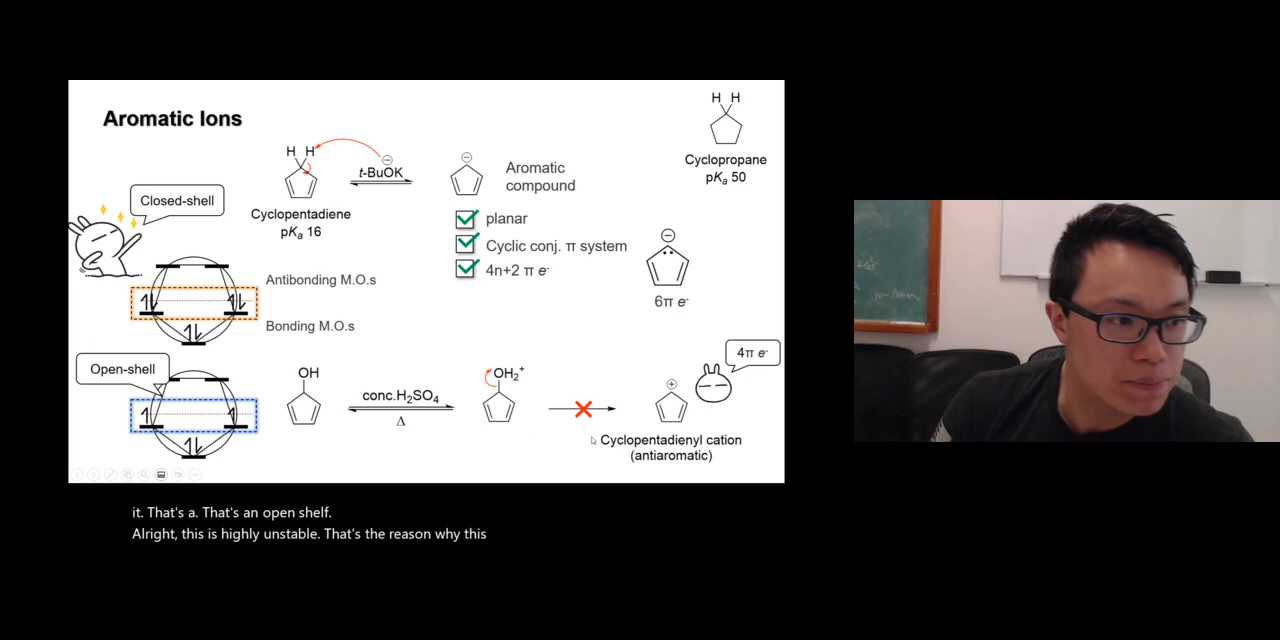 Aromatic Ions
H H
H H
⊖
t-BuOK
⊖
Aromatic
compound
Cyclopropane
pKa 50
Closed-shell
Cyclopentadiene
pKa 16
planar
Cyclic conj. π system
4n+2 π e-
⊖
6π e-
Antibonding M.O.s
Bonding M.O.s
Open-shell
OH
conc.H2SO4
Δ
OH2+
⊕
4π e-
Cyclopentadienyl cation
(antiaromatic)
it. That's a. That's an open shelf.
Alright, this is highly unstable. That's the reason why this